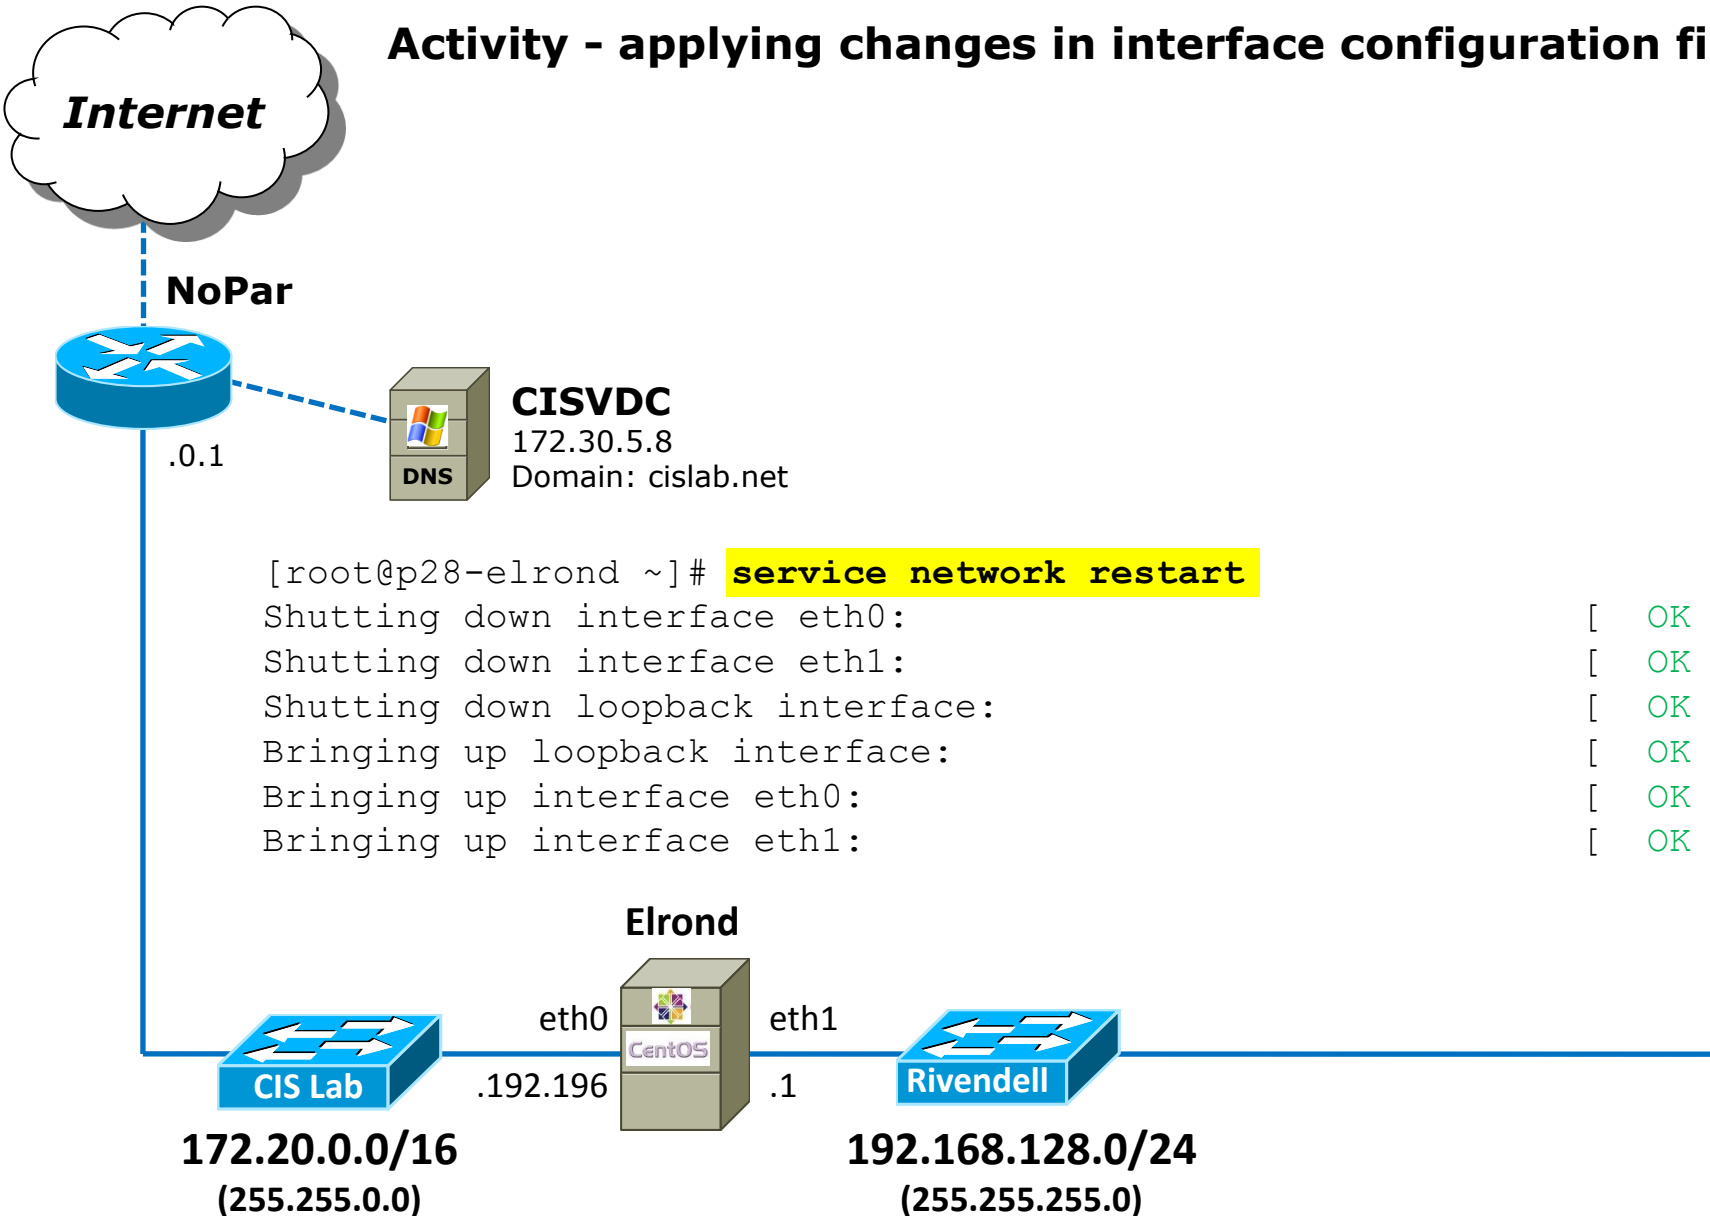 Activity - applying changes in interface configuration fi
Internet
NoPar
.0.1
CISVDC
172.30.5.8
Domain: cislab.net
DNS
[root@p28-elrond ~]# service network restart
Shutting down interface eth0: [ OK
Shutting down interface eth1: [ OK
Shutting down loopback interface: [ OK
Bringing up loopback interface: [ OK
Bringing up interface eth0: [ OK
Bringing up interface eth1: [ OK
Elrond
eth0
eth1
CentOS
CIS Lab
.192.196
.1
Rivendell
172.20.0.0/16
(255.255.0.0)
192.168.128.0/24
(255.255.255.0)